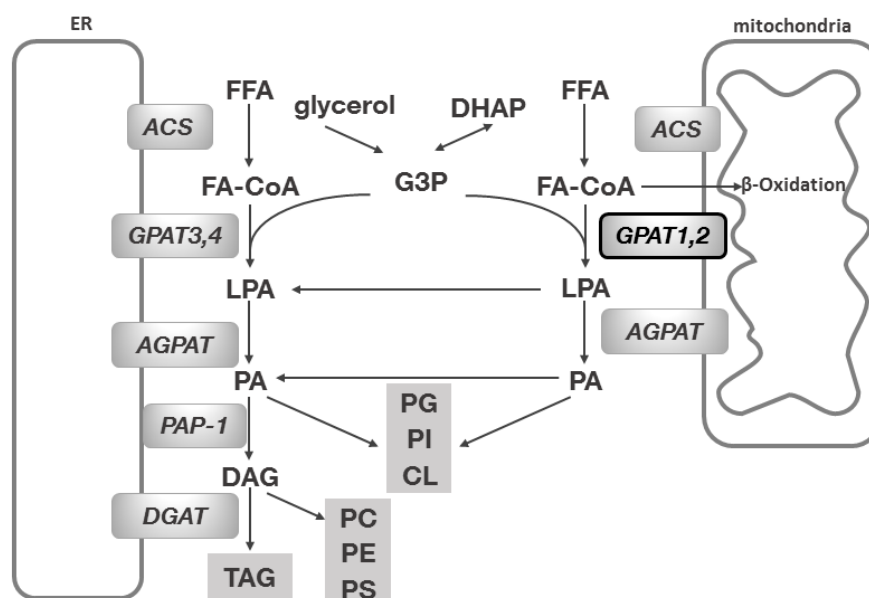 ER
mitochondria
FFA
glycerol
DHAP
FFA
ACS
ACS
FA-CoA
G3P
FA-CoA
β-Oxidation
GPAT3,4
GPAT1,2
LPA
LPA
AGPAT
AGPAT
PA
PA
PG
PI
CL
PAP-1
DAG
DGAT
PC
PE
PS
TAG